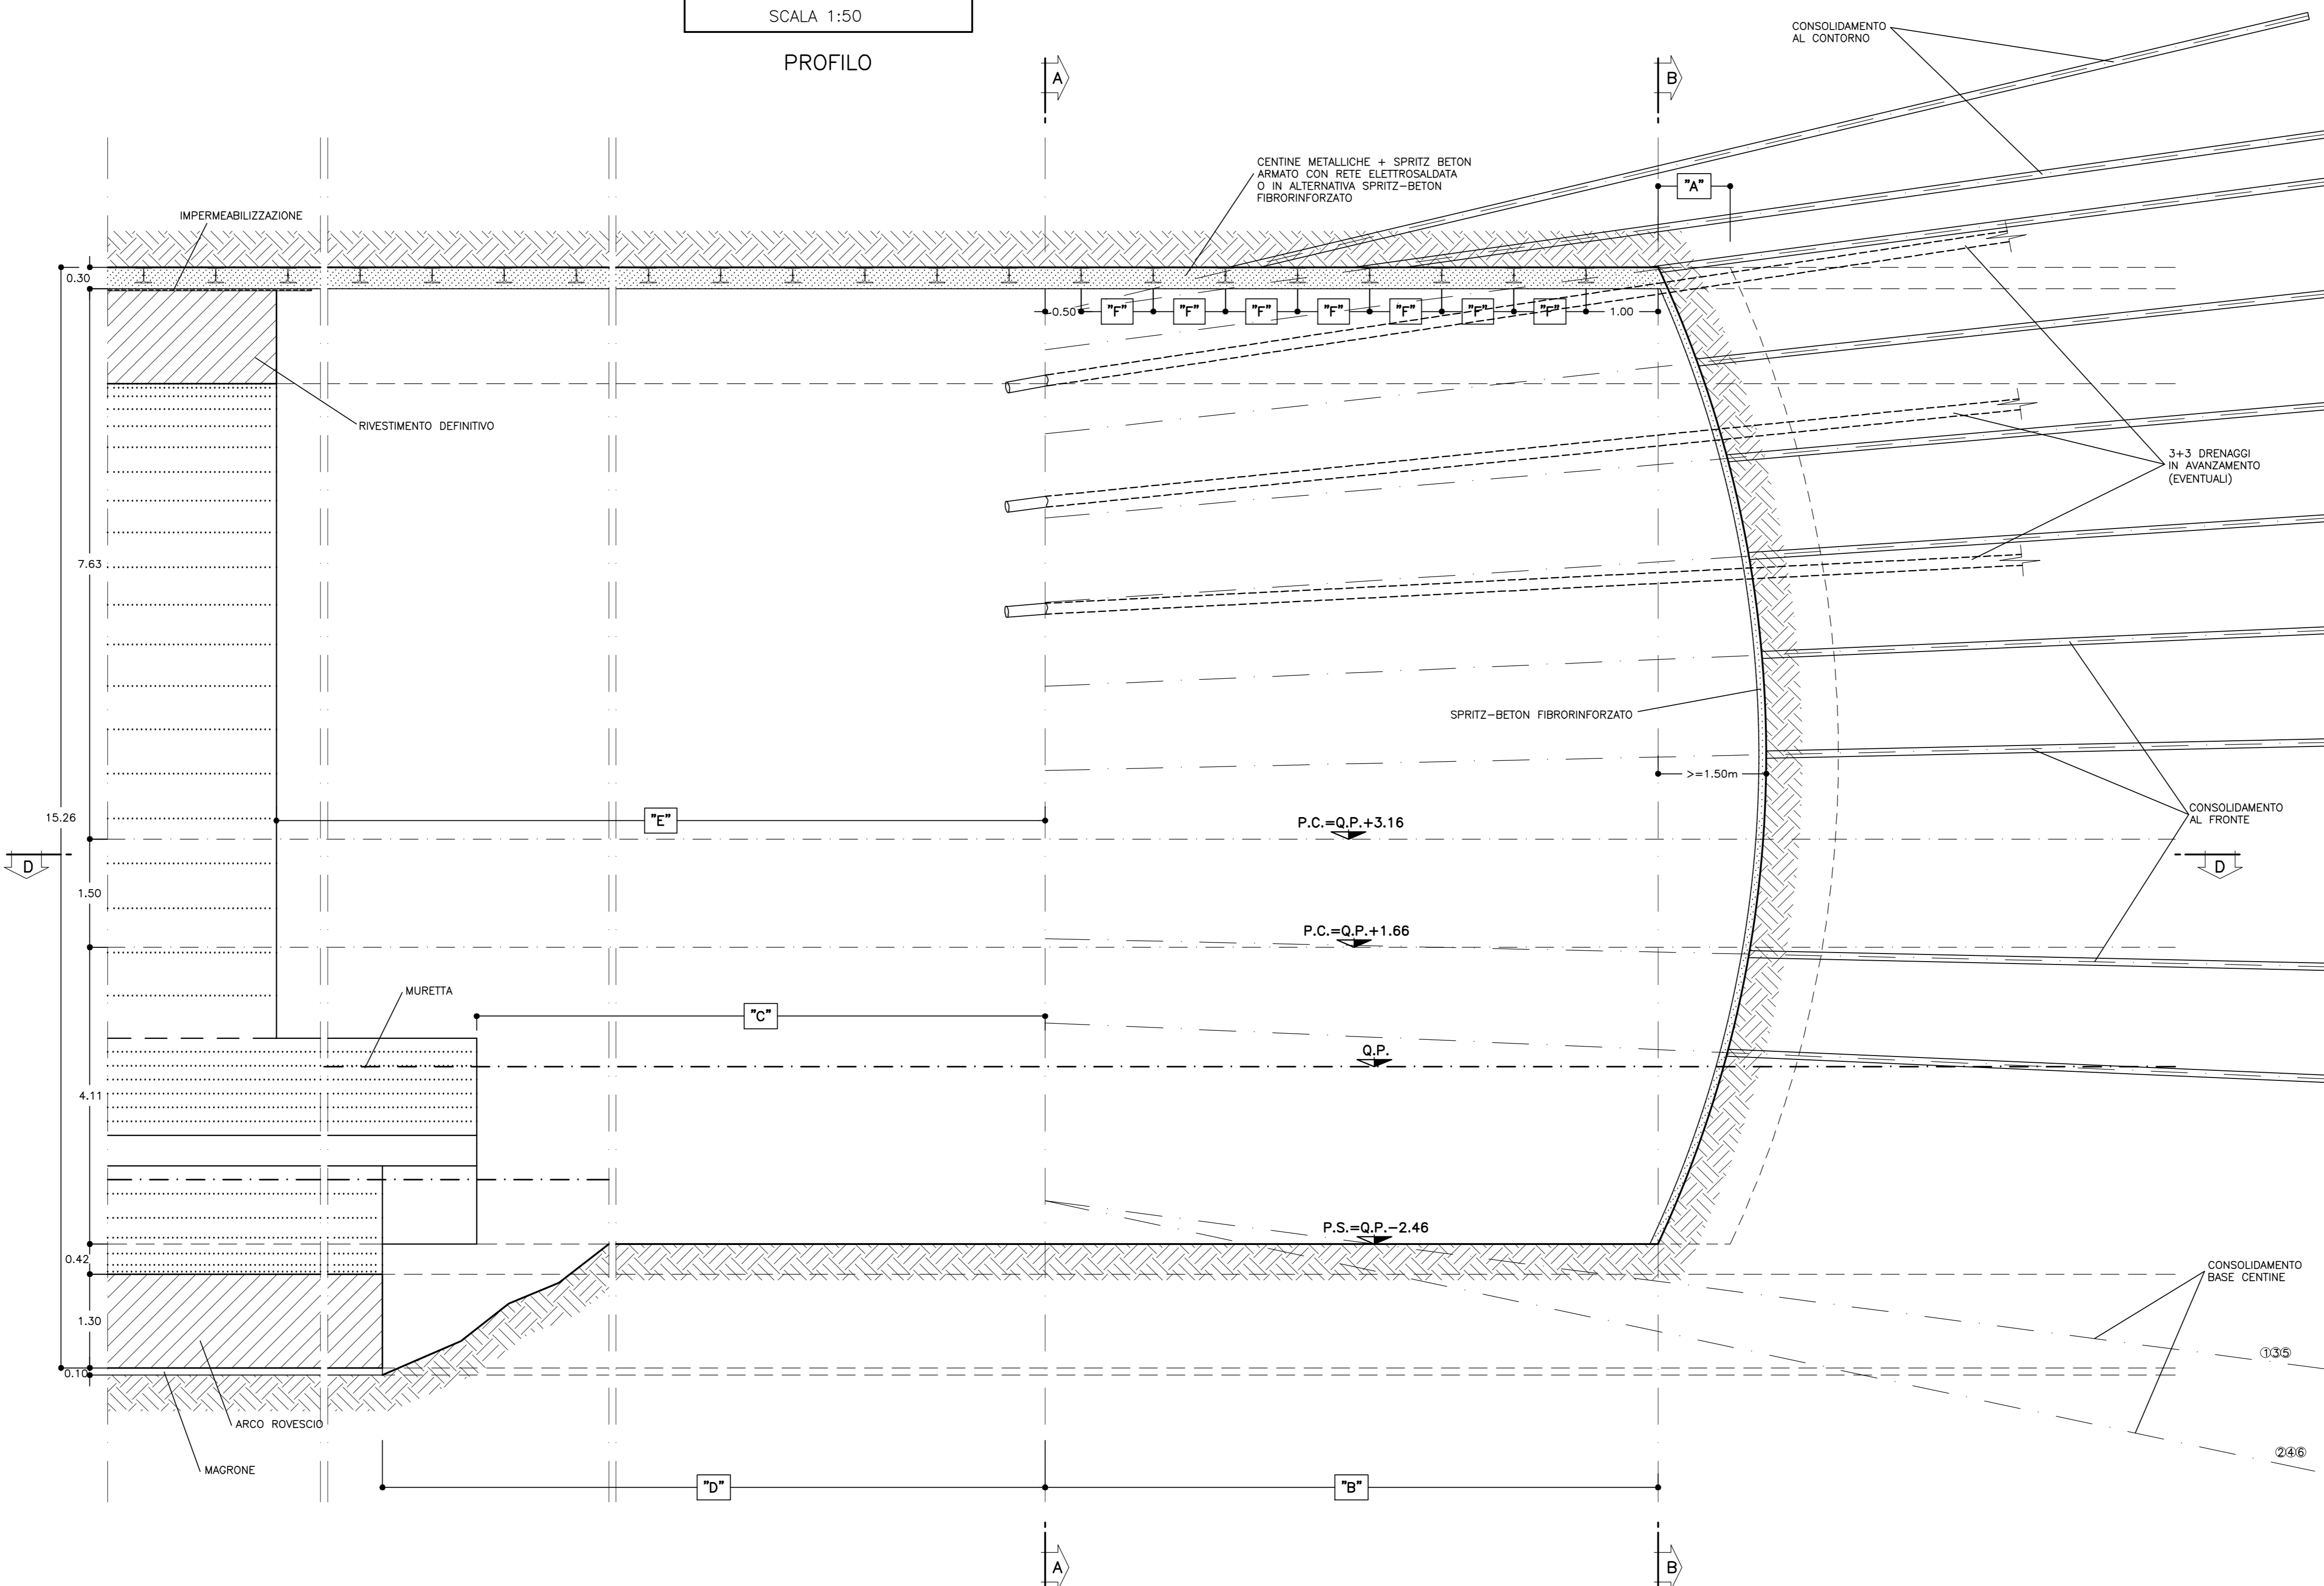 SCALA 1:50
PROFILO
A
B
CONSOLIDAMENTO
AL CONTORNO
CENTINE METALLICHE + SPRITZ BETON
ARMATO CON RETE ELETTROSALDATA
O IN ALTERNATIVA SPRITZ-BETON
FIBRORINFORZATO
"A"
IMPERMEABILIZZAZIONE
0.30
0.50
"F"
"F"
"F"
"F"
"F"
"F"
"F"
1.00
RIVESTIMENTO DEFINITIVO
3+3 DRENAGGI
IN AVANZAMENTO
(EVENTUALI)
7.63
SPRITZ-BETON FIBRORINFORZATO
>=1.50m
15.26
"E"
P.C.=Q.P.+3.16
CONSOLIDAMENTO
AL FRONTE
D
D
1.50
P.C.=Q.P.+1.66
MURETTA
"C"
Q.P.
4.11
P.S.=Q.P.-2.46
0.42
CONSOLIDAMENTO
BASE CENTINE
1.30
①③⑤
0.10
ARCO ROVESCIO
②④⑥
MAGRONE
"D"
"B"
A
B